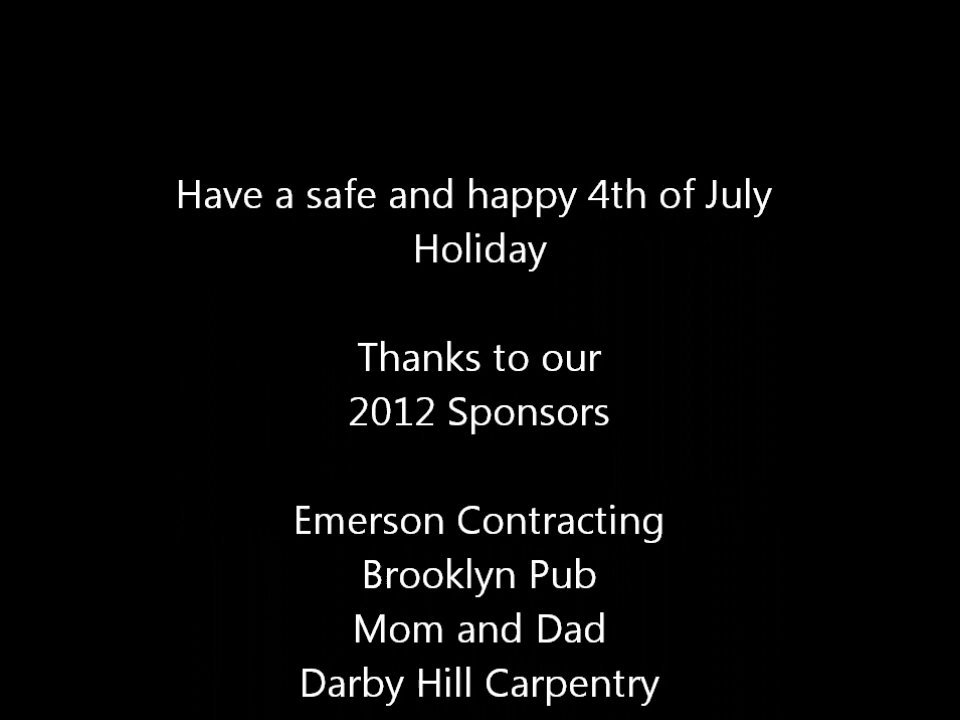 Have a safe and happy 4th of July
Holiday
Thanks to our
2012 Sponsors
Emerson Contracting
Brooklyn Pub
Mom and Dad
Darby Hill Carpentry